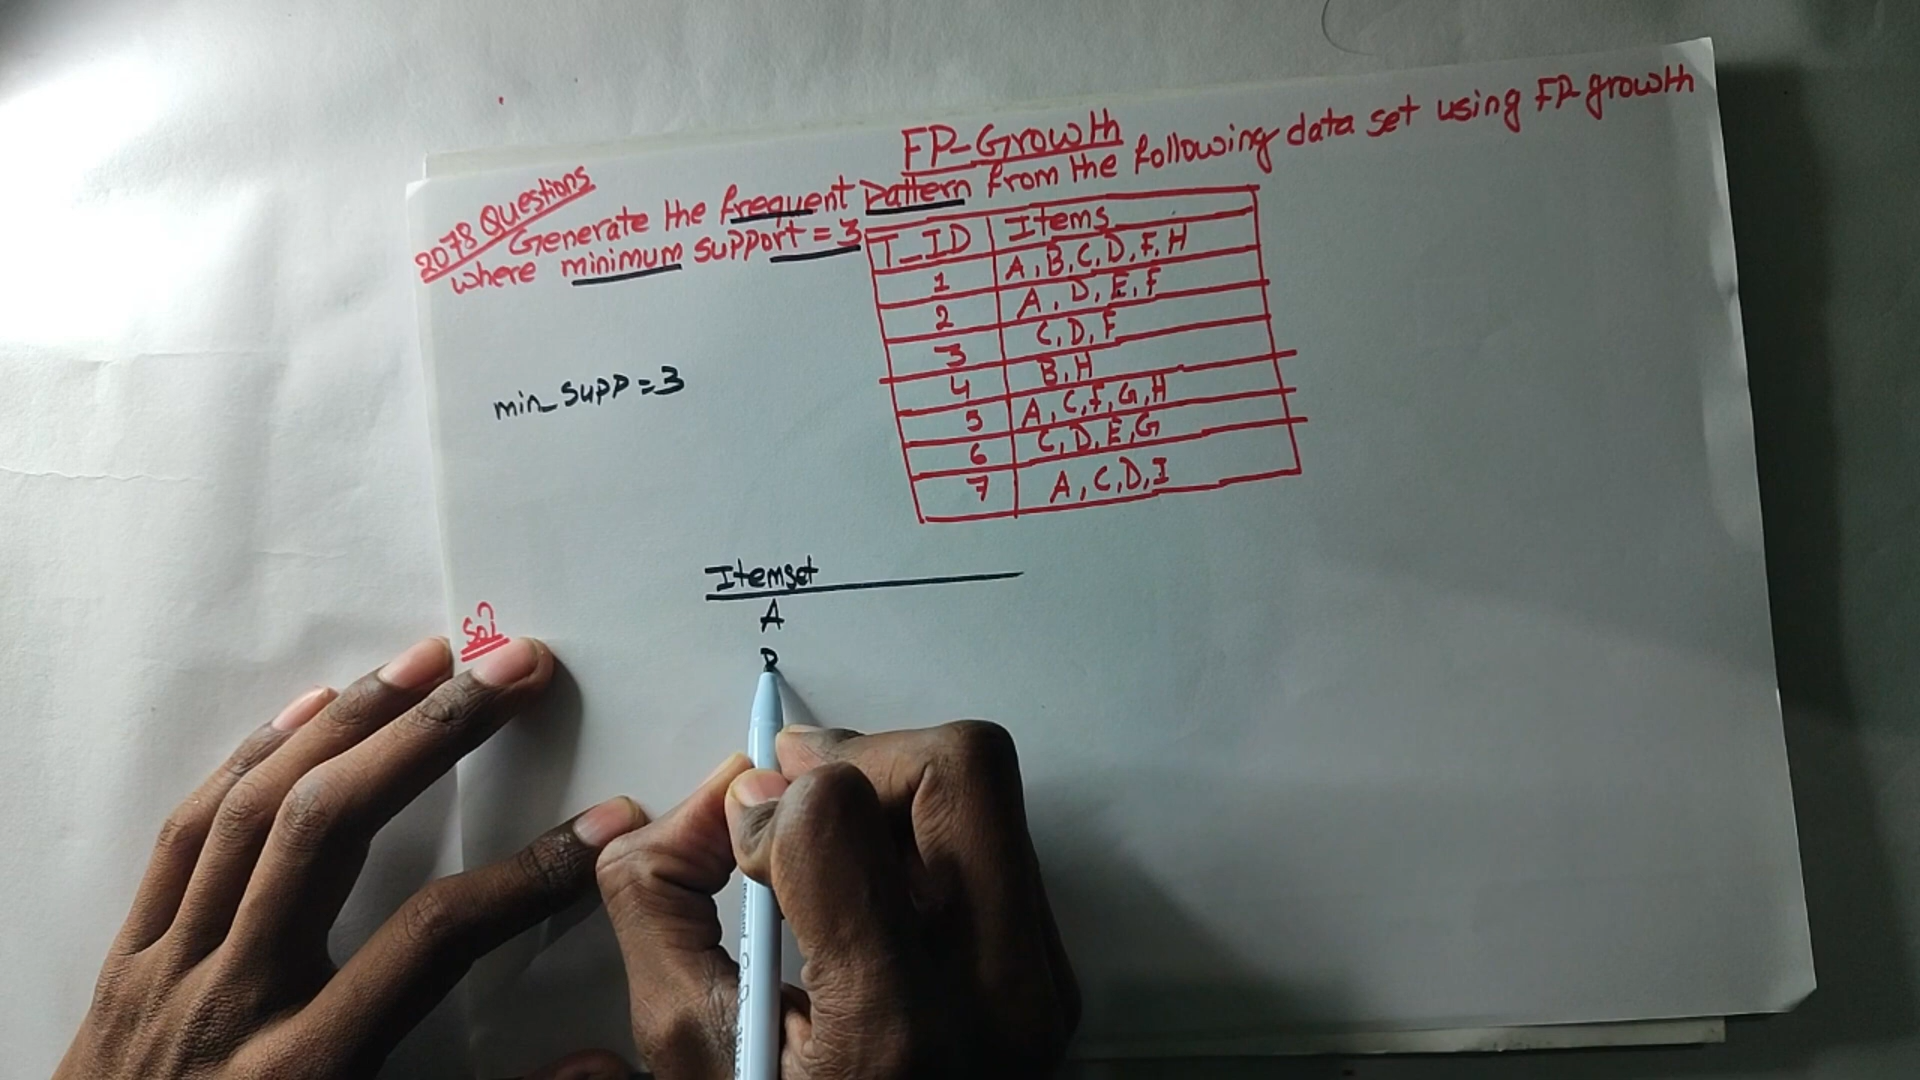 FP-Growth
2078 Questions
Generate the frequent pattern from the following data set using FP-growth
where minimum support = 3
T_ID Items
1 A, B, C, D, F, H
2 A, D, E, F
3 C, D, F
4 B, H
5 A, C, F, G, H
6 C, D, E, G
7 A, C, D, I
min_supp = 3
Itemset
Sol
A
B